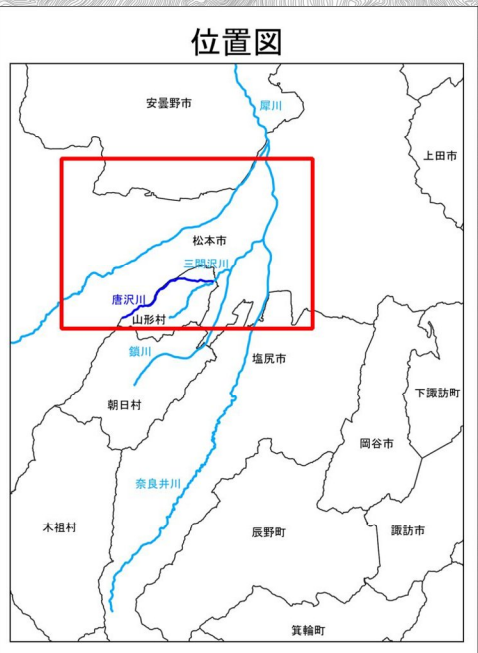 位置図
安曇野市
犀川
上田市
松本市
三間沢川
唐沢川
山形村
鎖川
塩尻市
朝日村
下諏訪町
岡谷市
奈良井川
木祖村
辰野町
諏訪市
箕輪町